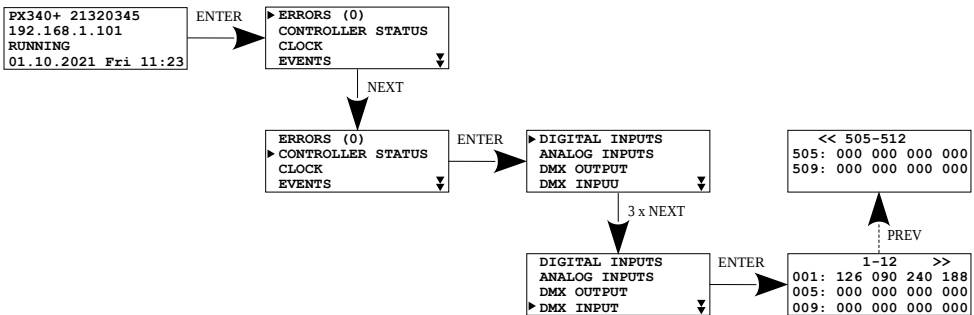 PX340+ 21320345
192.168.1.101
RUNNING
01.10.2021 Fri 11:23
ENTER
ERRORS (0)
CONTROLLER STATUS
CLOCK
EVENTS
NEXT
ERRORS (0)
CONTROLLER STATUS
CLOCK
EVENTS
ENTER
DIGITAL INPUTS
ANALOG INPUTS
DMX OUTPUT
DMX INPUU
3 x NEXT
DIGITAL INPUTS
ANALOG INPUTS
DMX OUTPUT
DMX INPUT
ENTER
1-12 >>
001: 126 090 240 188
005: 000 000 000 000
009: 000 000 000 000
PREV
<< 505-512
505: 000 000 000 000
509: 000 000 000 000